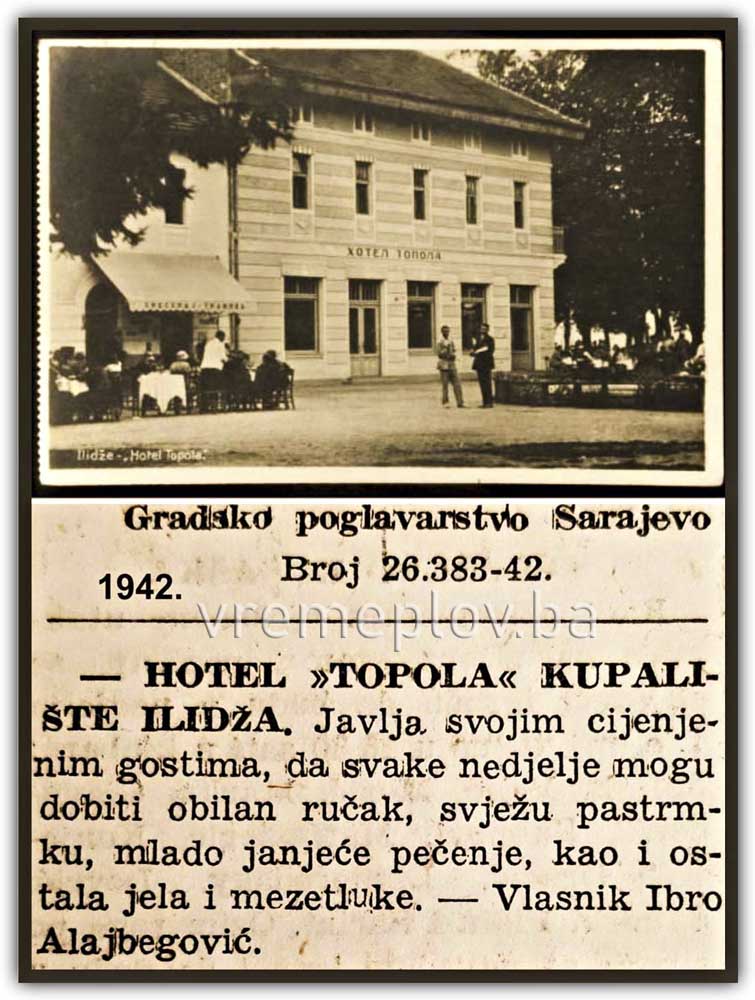 ХОТЕЛ ТОПОЛА
Ilidže - „Hotel Topola"
Gradsko poglavarstvo Sarajevo
Broj 26.383-42.
1942.
vremeplov.ba
— HOTEL »TOPOLA« KUPALI-
ŠTE ILIDŽA. Javlja svojim cijenje-
nim gostima, da svake nedjelje mogu
dobiti obilan ručak, svježu pastrm-
ku, mlado janjeće pečenje, kao i os-
tala jela i mezetluke. — Vlasnik Ibro
Alajbegović.